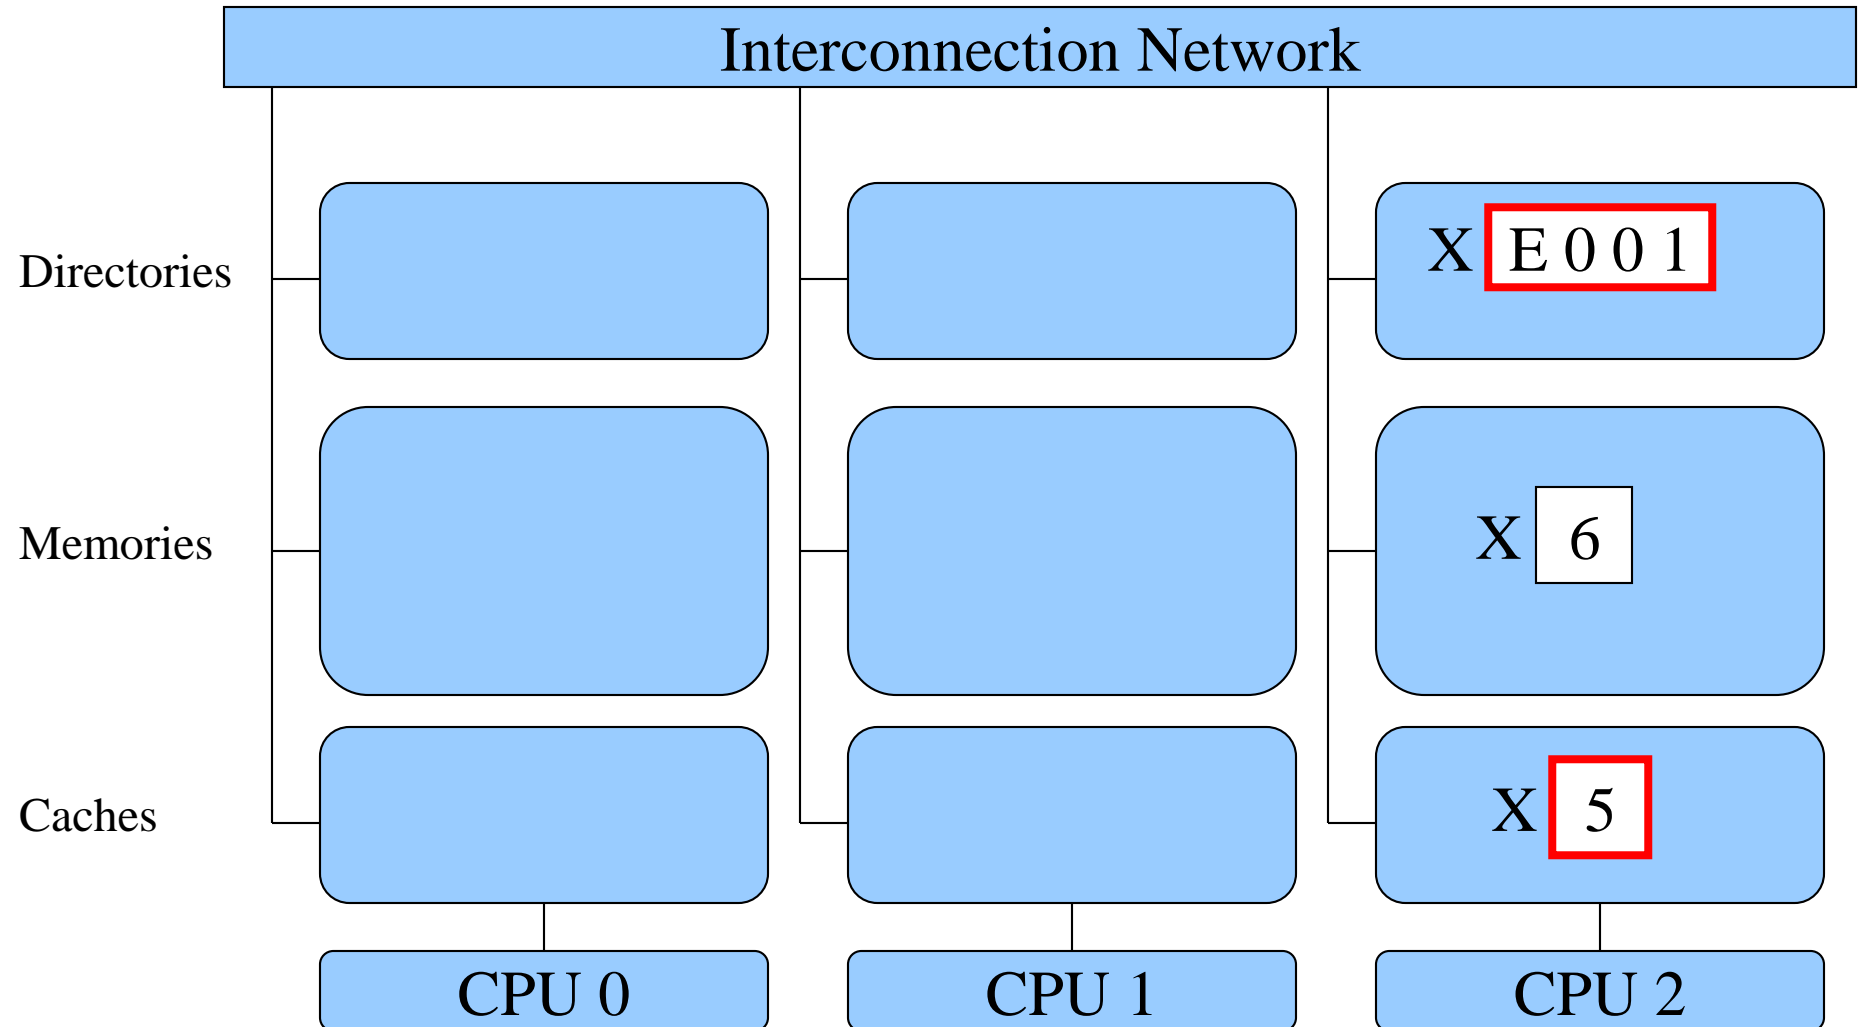 Interconnection Network
Directories
X E 0 0 1
Memories
X 6
Caches
X 5
CPU 0
CPU 1
CPU 2